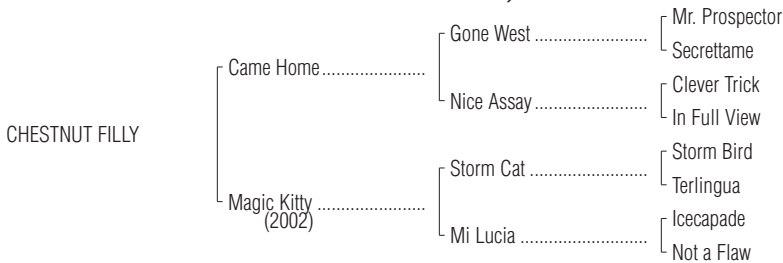 Mr. Prospector
Gone West ......................
Secrettame
Came Home....................
Clever Trick
Nice Assay ......................
In Full View
CHESTNUT FILLY
Storm Bird
Storm Cat .......................
Terlingua
Magic Kitty .....................
(2002)
Icecapade
Mi Lucia .........................
Not a Flaw